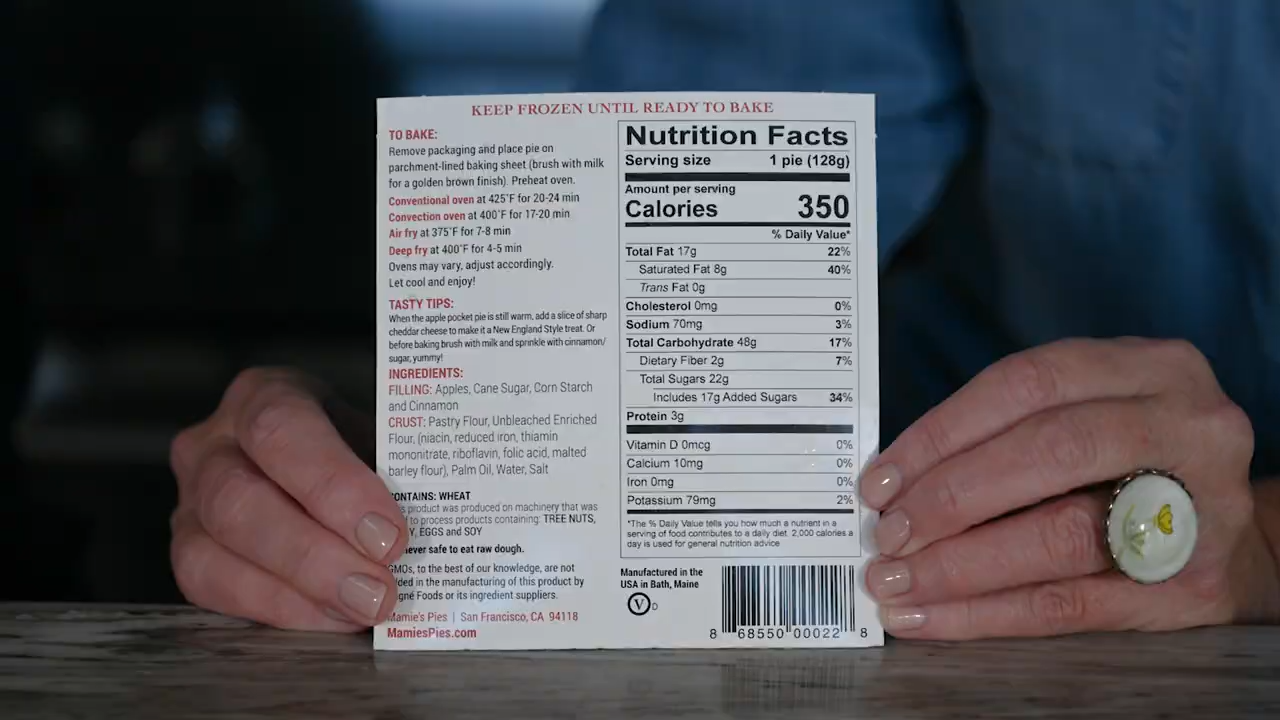 KEEP FROZEN UNTIL READY TO BAKE
TO BAKE:
Remove packaging and place pie on
parchment-lined baking sheet (brush with milk
for a golden brown finish). Preheat oven.
Conventional oven at 425°F for 20-24 min
Convection oven at 400°F for 17-20 min
Air fry at 375°F for 7-8 min
Deep fry at 400°F for 4-5 min
Ovens may vary, adjust accordingly.
Let cool and enjoy!
TASTY TIPS:
When the apple pocket pie is still warm, add a slice of sharp
cheddar cheese to make it a New England Style treat. Or
before baking brush with milk and sprinkle with cinnamon/
sugar, yummy!
INGREDIENTS:
FILLING: Apples, Cane Sugar, Corn Starch
and Cinnamon
CRUST: Pastry Flour, Unbleached Enriched
Flour, (niacin, reduced iron, thiamin
mononitrate, riboflavin, folic acid, malted
barley flour), Palm Oil, Water, Salt
CONTAINS: WHEAT
product was produced on machinery that was
to process products containing: TREE NUTS,
EGGS and SOY
never safe to eat raw dough.
GMOs, to the best of our knowledge, are not
in the manufacturing of this product by
Foods or its ingredient suppliers.
Mamie's Pies | San Francisco, CA 94118
MamiesPies.com
Nutrition Facts
Serving size 1 pie (128g)
Amount per serving
Calories 350
% Daily Value*
Total Fat 17g 22%
Saturated Fat 8g 40%
Trans Fat 0g
Cholesterol 0mg 0%
Sodium 70mg 3%
Total Carbohydrate 48g 17%
Dietary Fiber 2g 7%
Total Sugars 22g
Includes 17g Added Sugars 34%
Protein 3g
Vitamin D 0mcg 0%
Calcium 10mg 0%
Iron 0mg 0%
Potassium 79mg 2%
*The % Daily Value tells you how much a nutrient in a
serving of food contributes to a daily diet. 2,000 calories a
day is used for general nutrition advice
Manufactured in the
USA in Bath, Maine
V D
8 68550 00022 8